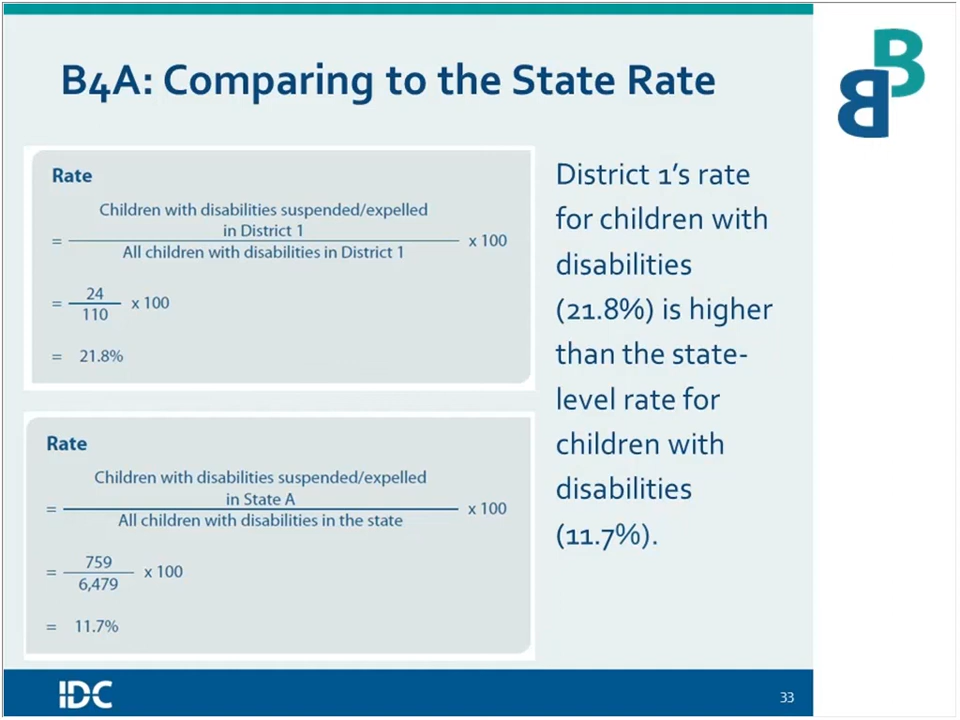 B4A: Comparing to the State Rate
B
B
Rate
Children with disabilities suspended/expelled
in District 1
= x 100
All children with disabilities in District 1
24
= x 100
110
= 21.8%
Rate
Children with disabilities suspended/expelled
in State A
= x 100
All children with disabilities in the state
759
= x 100
6,479
= 11.7%
District 1’s rate
for children with
disabilities
(21.8%) is higher
than the state-
level rate for
children with
disabilities
(11.7%).
IDC
33